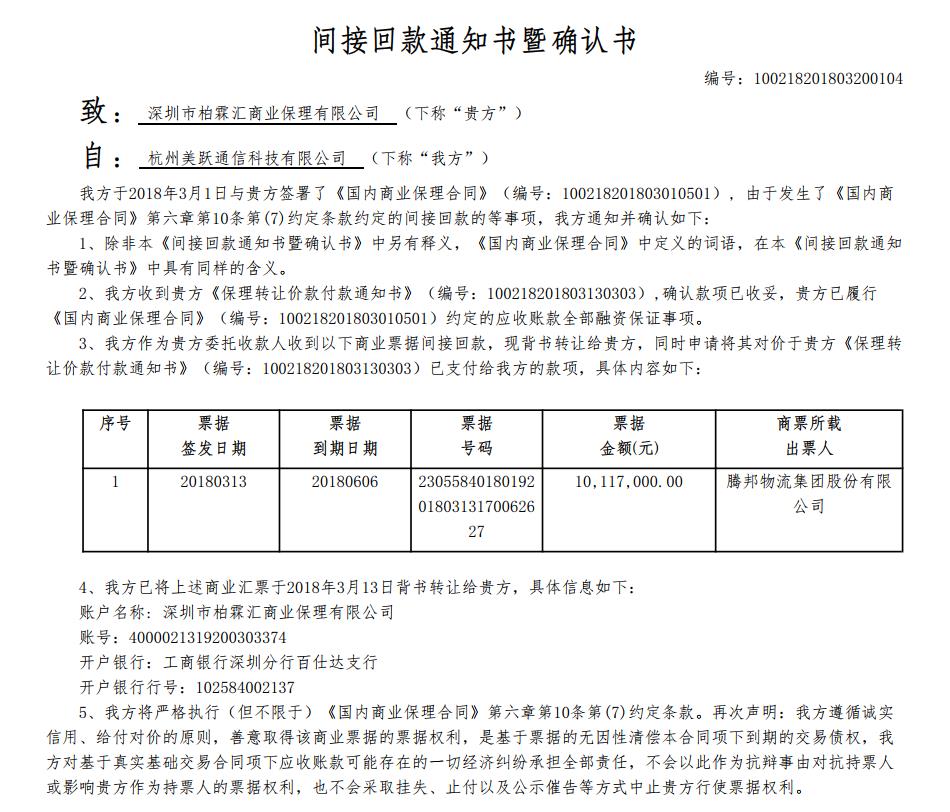 间接回款通知书暨确认书
编号：100218201803200104
致：深圳市柏霖汇商业保理有限公司（下称“贵方”）
自：杭州美跃通信科技有限公司（下称“我方”）
我方于2018年3月1日与贵方签署了《国内商业保理合同》（编号：100218201803010501），由于发生了《国内商
业保理合同》第六章第10条第(7)约定条款约定的间接回款的等事项，我方通知并确认如下：
1、除非本《间接回款通知书暨确认书》中另有释义，《国内商业保理合同》中定义的词语，在本《间接回款通知
书暨确认书》中具有同样的含义。
2、我方收到贵方《保理转让价款付款通知书》（编号：100218201803130303）,确认款项已收妥，贵方已履行
《国内商业保理合同》（编号：100218201803010501）约定的应收账款全部融资保证事项。
3、我方作为贵方委托收款人收到以下商业票据间接回款，现背书转让给贵方，同时申请将其对价于贵方《保理转
让价款付款通知书》（编号：100218201803130303）已支付给我方的款项，具体内容如下：
序号 票据 票据 票据 票据 商票所载
签发日期 到期日期 号码 金额(元) 出票人
1 20180313 20180606 23055840180192 10,117,000.00 腾邦物流集团股份有限
01803131700626 公司
27
4、我方已将上述商业汇票于2018年3月13日背书转让给贵方，具体信息如下：
账户名称：深圳市柏霖汇商业保理有限公司
账号：4000021319200303374
开户银行：工商银行深圳分行百仕达支行
开户银行行号：102584002137
5、我方将严格执行（但不限于）《国内商业保理合同》第六章第10条第(7)约定条款。再次声明：我方遵循诚实
信用、给付对价的原则，善意取得该商业票据的票据权利，是基于票据的无因性清偿本合同项下到期的交易债权，我
方对基于真实基础交易合同项下应收账款可能存在的一切经济纠纷承担全部责任，不会以此作为抗辩事由对抗持票人
或影响贵方作为持票人的票据权利，也不会采取挂失、止付以及公示催告等方式中止贵方行使票据权利。